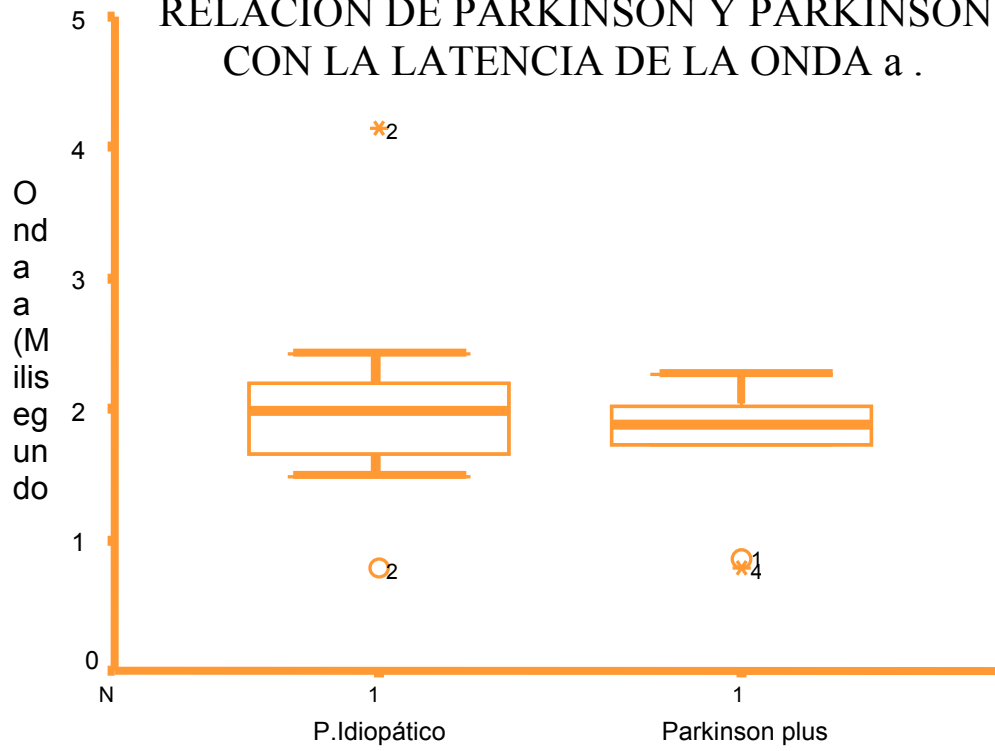 RELACIÓN DE PARKINSON Y PARKINSON
CON LA LATENCIA DE LA ONDA a .
O
nd
a
a
(M
ilis
eg
un
do
5
4
3
2
1
0
2
2
1
4
N
1
1
P.Idiopático
Parkinson plus